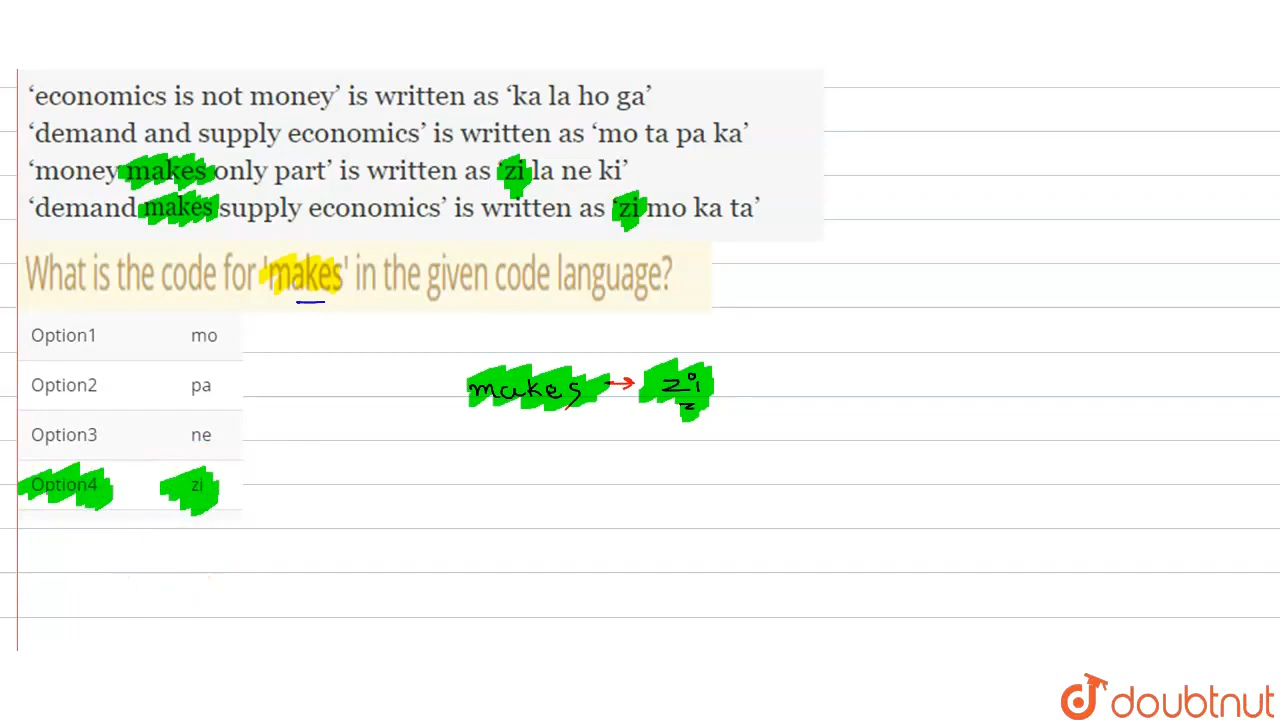 ‘economics is not money’ is written as ‘ka la ho ga’
‘demand and supply economics’ is written as ‘mo ta pa ka’
‘money makes only part’ is written as ‘zi la ne ki’
‘demand makes supply economics’ is written as ‘zi mo ka ta’
What is the code for 'makes' in the given code language?
Option1 mo
Option2 pa
makes → zi
Option3 ne
Option4 zi
doubtnut